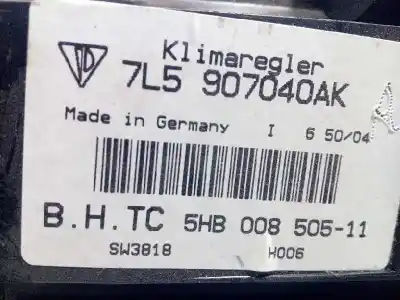 Klimaregler
7L5 907040AK
Made in Germany I 6 50/04
B.H.TC 5HB 008 505-11
SW3818 H006